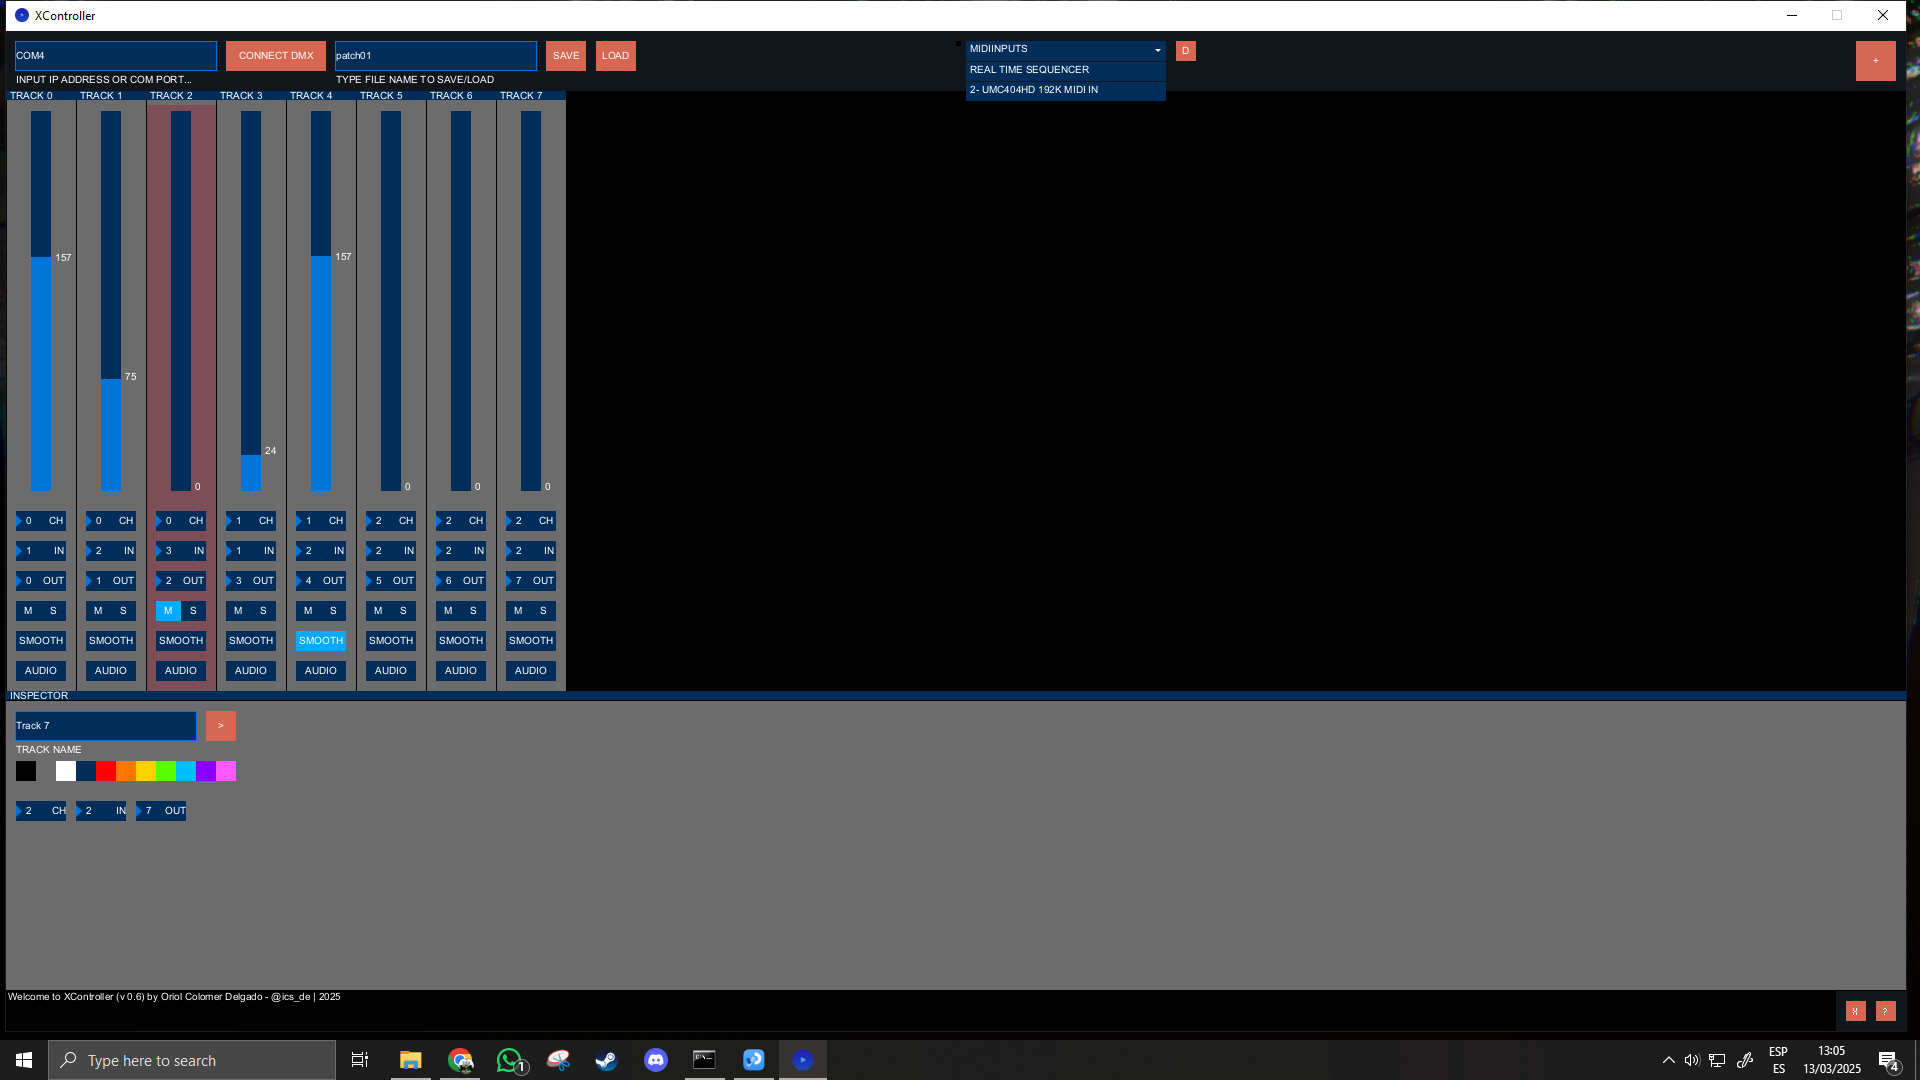 XController
COM4
CONNECT DMX
patch01
SAVE
LOAD
INPUT IP ADDRESS OR COM PORT...
TYPE FILE NAME TO SAVE/LOAD
MIDIINPUTS
D
+
REAL TIME SEQUENCER
2- UMC404HD 192K MIDI IN
TRACK 0 TRACK 1 TRACK 2 TRACK 3 TRACK 4 TRACK 5 TRACK 6 TRACK 7
157 157
75
24
0 0 0 0
0 CH 0 CH 0 CH 1 CH 1 CH 2 CH 2 CH 2 CH
1 IN 2 IN 3 IN 1 IN 2 IN 2 IN 2 IN 2 IN
0 OUT 1 OUT 2 OUT 3 OUT 4 OUT 5 OUT 6 OUT 7 OUT
M S M S M S M S M S M S M S M S
SMOOTH SMOOTH SMOOTH SMOOTH SMOOTH SMOOTH SMOOTH SMOOTH
AUDIO AUDIO AUDIO AUDIO AUDIO AUDIO AUDIO AUDIO
INSPECTOR
Track 7
>
TRACK NAME
2 CH 2 IN 7 OUT
Welcome to XController (v 0.6) by Oriol Colomer Delgado - @ics_de | 2025
X ?
Type here to search
1
ESP
ES
13:05
13/03/2025
4